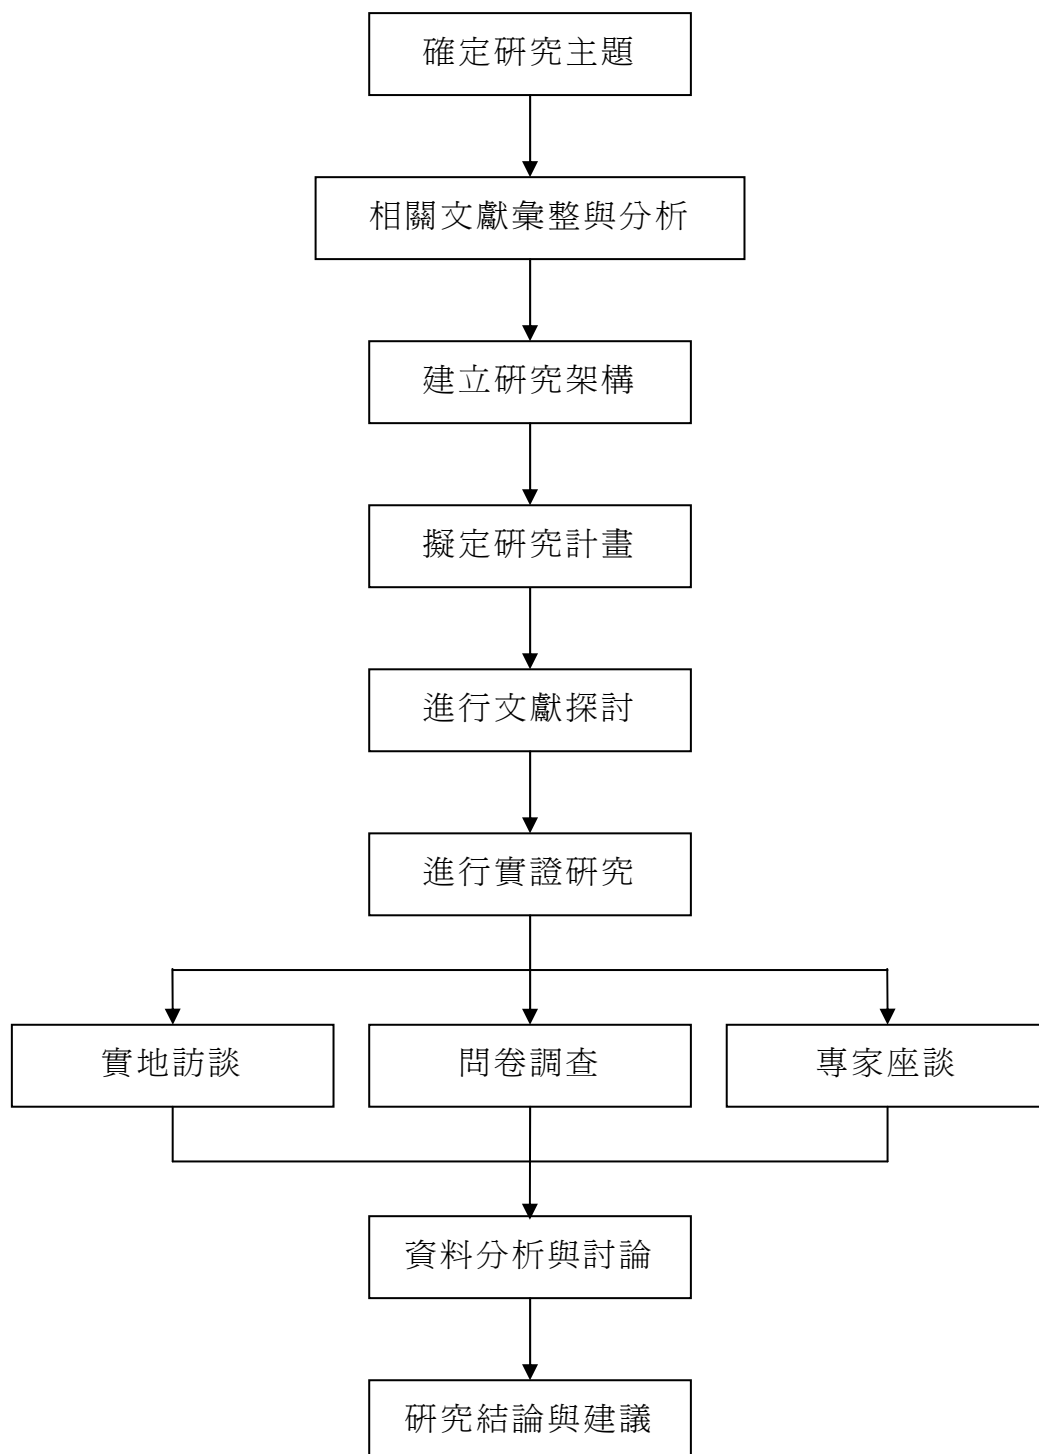 確定研究主題
相關文獻彙整與分析
建立研究架構
擬定研究計畫
進行文獻探討
進行實證研究
實地訪談
問卷調查
專家座談
資料分析與討論
研究結論與建議